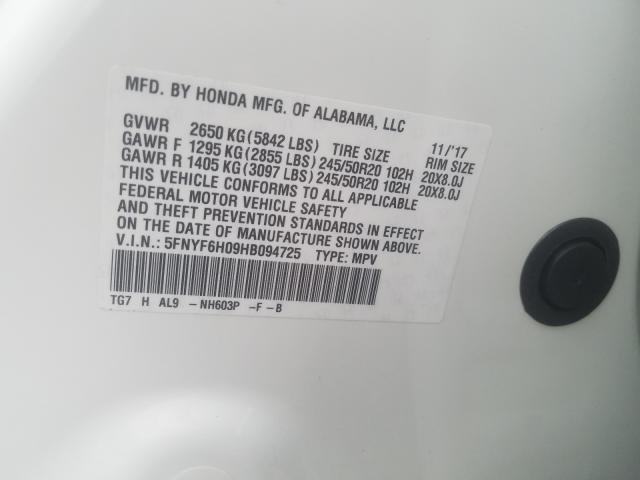 MFD. BY HONDA MFG. OF ALABAMA, LLC
11/'17
GVWR 2650 KG(5842 LBS) TIRE SIZE RIM SIZE
GAWR F 1295 KG(2855 LBS)245/50R20 102H 20X8.0J
GAWR R 1405 KG(3097 LBS)245/50R20 102H 20X8.0J
THIS VEHICLE CONFORMS TO ALL APPLICABLE
FEDERAL MOTOR VEHICLE SAFETY
AND THEFT PREVENTION STANDARDS IN EFFECT
ON THE DATE OF MANUFACTURE SHOWN ABOVE.
V.I.N.: 5FNYF6H09HB094725 TYPE: MPV
TG7 H AL9 -NH603P -F -B